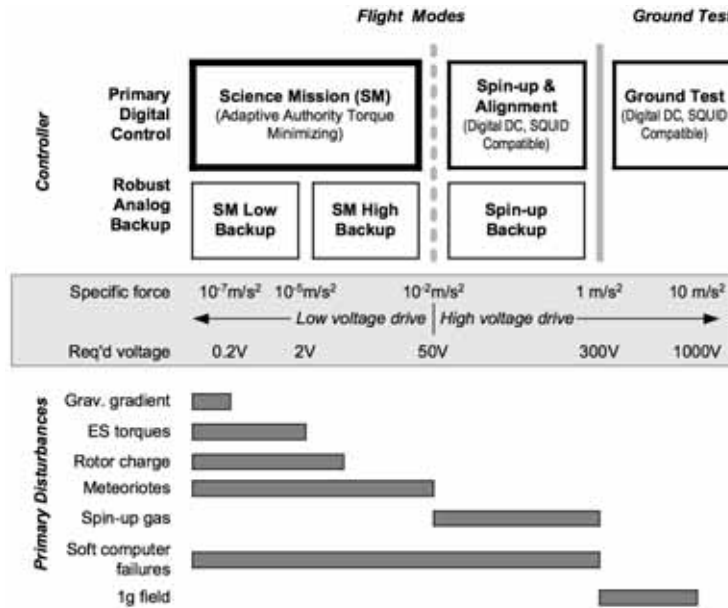 Flight Modes
Ground Test
Controller
Primary
Digital
Control
Science Mission (SM)
(Adaptive Authority Torque
Minimizing)
Spin-up &
Alignment
(Digital DC, SQUID
Compatible)
Ground Test
(Digital DC, SQUID
Compatible)
Robust
Analog
Backup
SM Low
Backup
SM High
Backup
Spin-up
Backup
Specific force 10⁻⁷m/s² 10⁻⁵m/s² 10⁻²m/s² 1 m/s² 10 m/s²
Low voltage drive High voltage drive
Req'd voltage 0.2V 2V 50V 300V 1000V
Primary Disturbances
Grav. gradient
ES torques
Rotor charge
Meteoriotes
Spin-up gas
Soft computer
failures
1g field